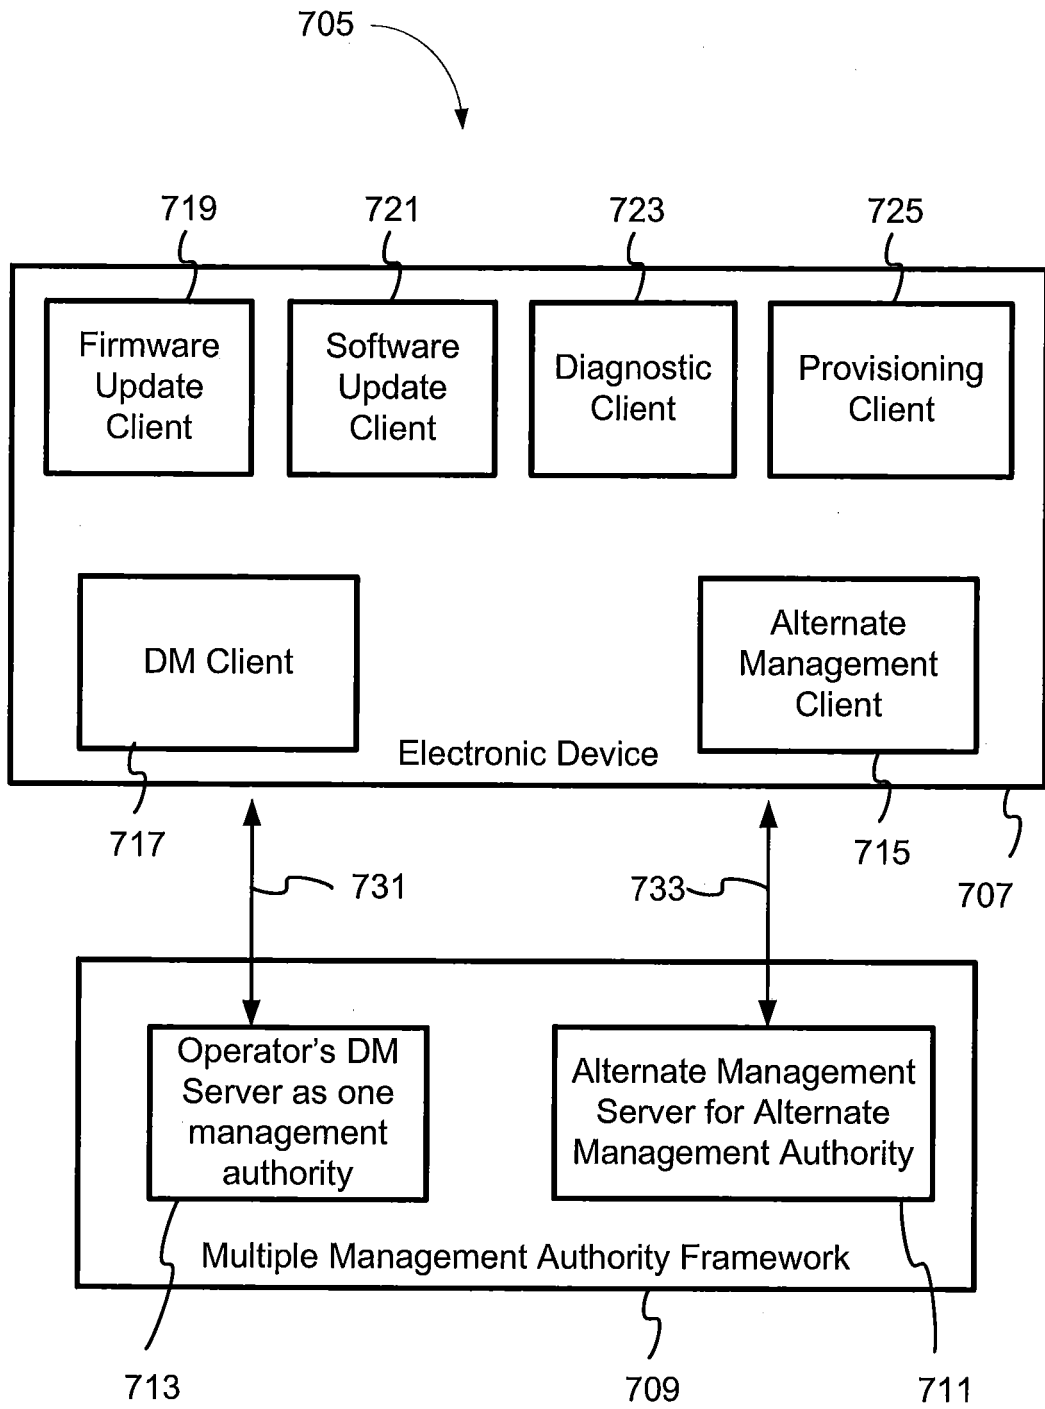 705
719
721
723
725
Firmware
Update
Client
Software
Update
Client
Diagnostic
Client
Provisioning
Client
DM Client
Alternate
Management
Client
Electronic Device
717
715
707
731
733
Operator's DM
Server as one
management
authority
Alternate Management
Server for Alternate
Management Authority
Multiple Management Authority Framework
713
709
711